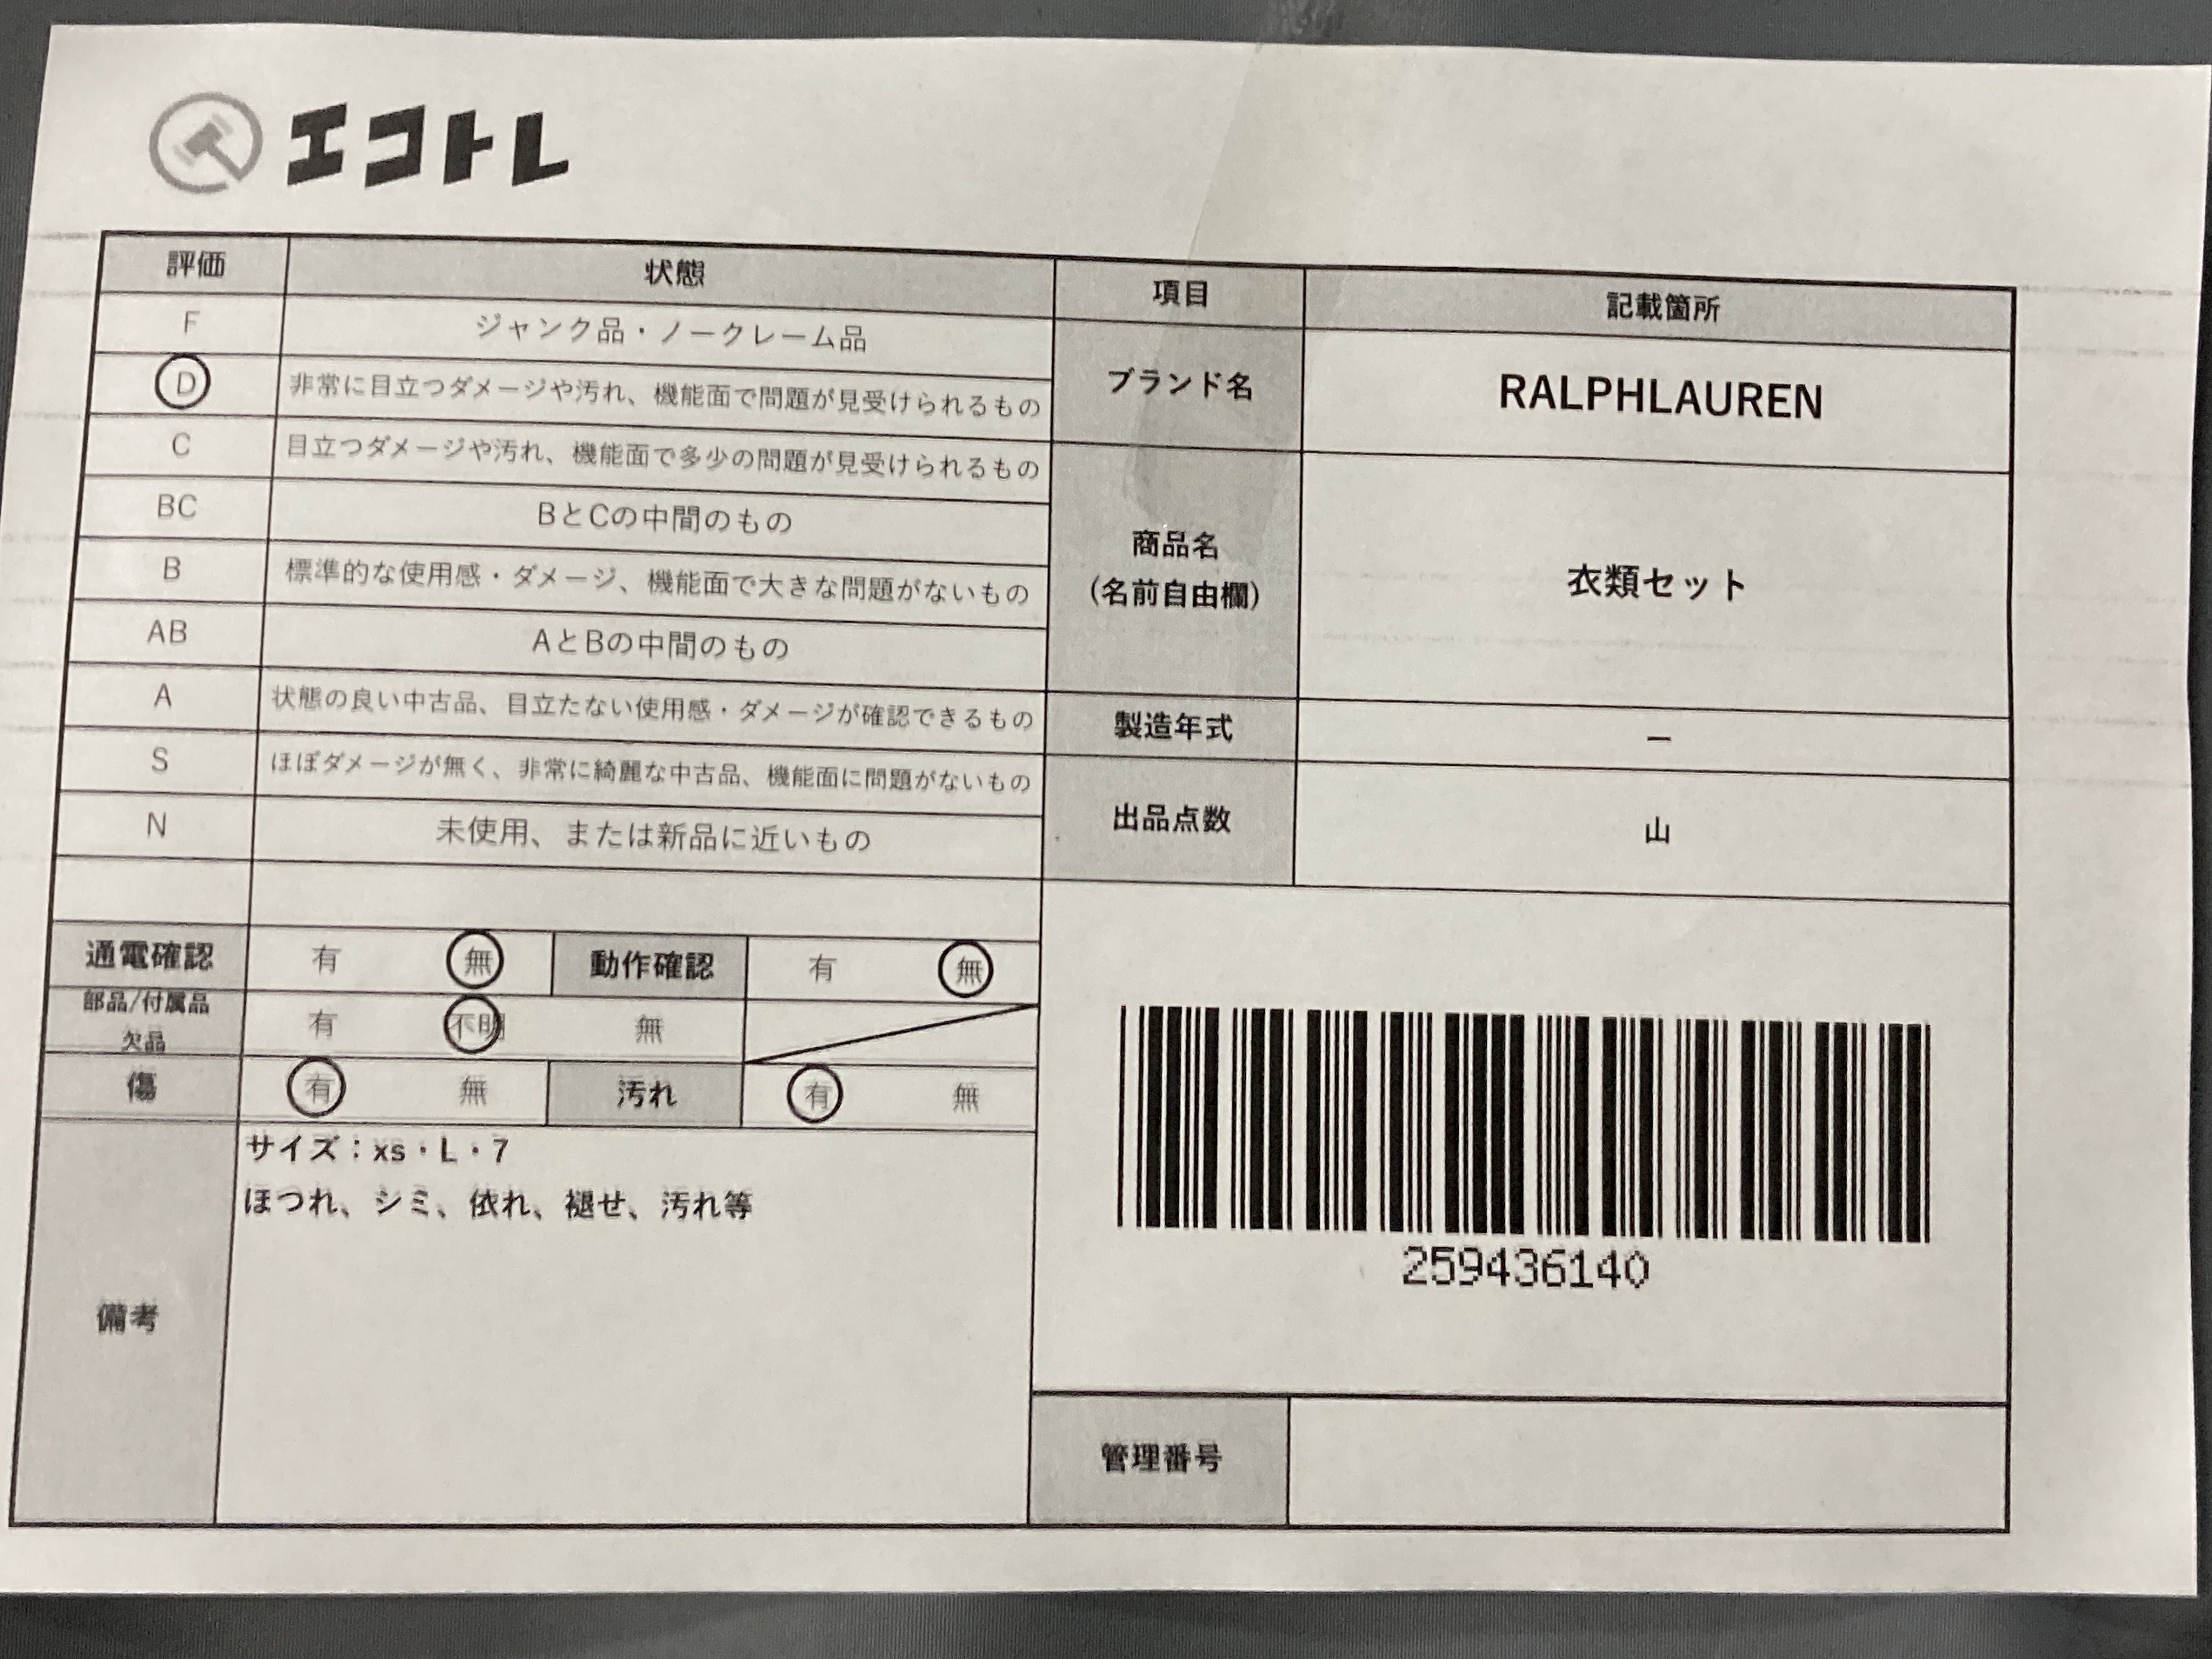 エコトレ
評価 状態
F ジャンク品・ノークレーム品
D 非常に目立つダメージや汚れ、機能面で問題が見受けられるもの
C 目立つダメージや汚れ、機能面で多少の問題が見受けられるもの
BC BとCの中間のもの
B 標準的な使用感・ダメージ、機能面で大きな問題がないもの
AB AとBの中間のもの
A 状態の良い中古品、目立たない使用感・ダメージが確認できるもの
S ほぼダメージが無く、非常に綺麗な中古品、機能面に問題がないもの
N 未使用、または新品に近いもの
通電確認 有 無 動作確認 有 無
部品/付属品
欠品 有 不明 無
傷 有 無 汚れ 有 無
備考
サイズ：xs・L・7
ほつれ、シミ、依れ、褪せ、汚れ等
項目 記載箇所
ブランド名 RALPHLAUREN
商品名
(名前自由欄) 衣類セット
製造年式 ー
出品点数 山
259436140
管理番号